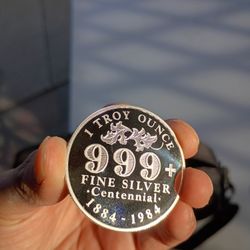 1 TROY OUNCE
999+
FINE SILVER
·Centennial·
1884-1984